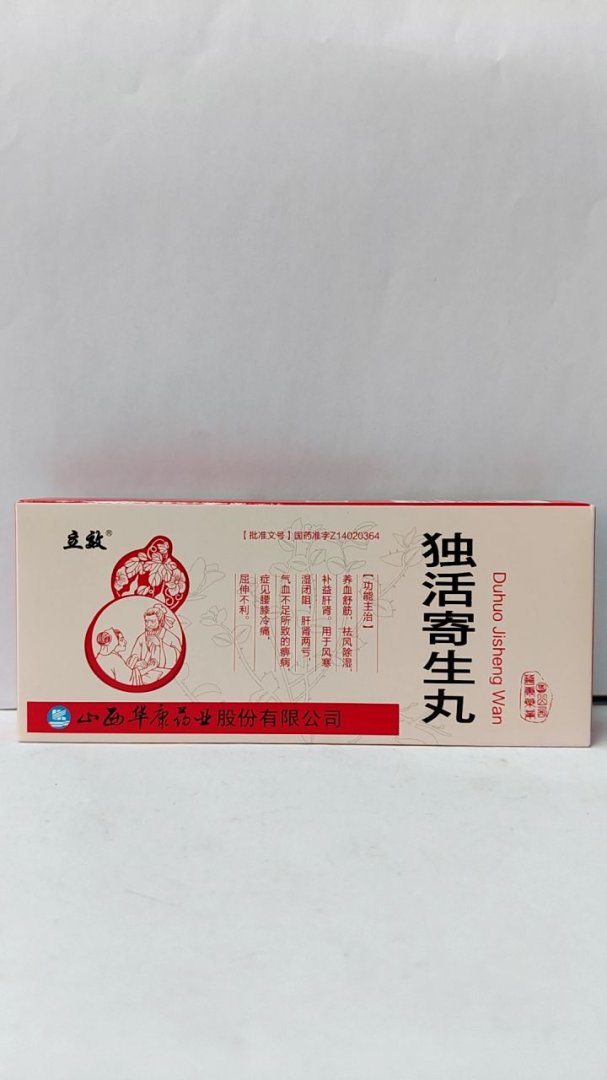 立效®
【批准文号】国药准字Z14020364
独活寄生丸
Duhuo Jisheng Wan
【功能主治】
养血舒筋，祛风除湿，
补益肝肾。用于风寒
湿闭阻，肝肾两亏，
气血不足所致的痹病，
症见腰膝冷痛，
屈伸不利。
山西华康药业股份有限公司